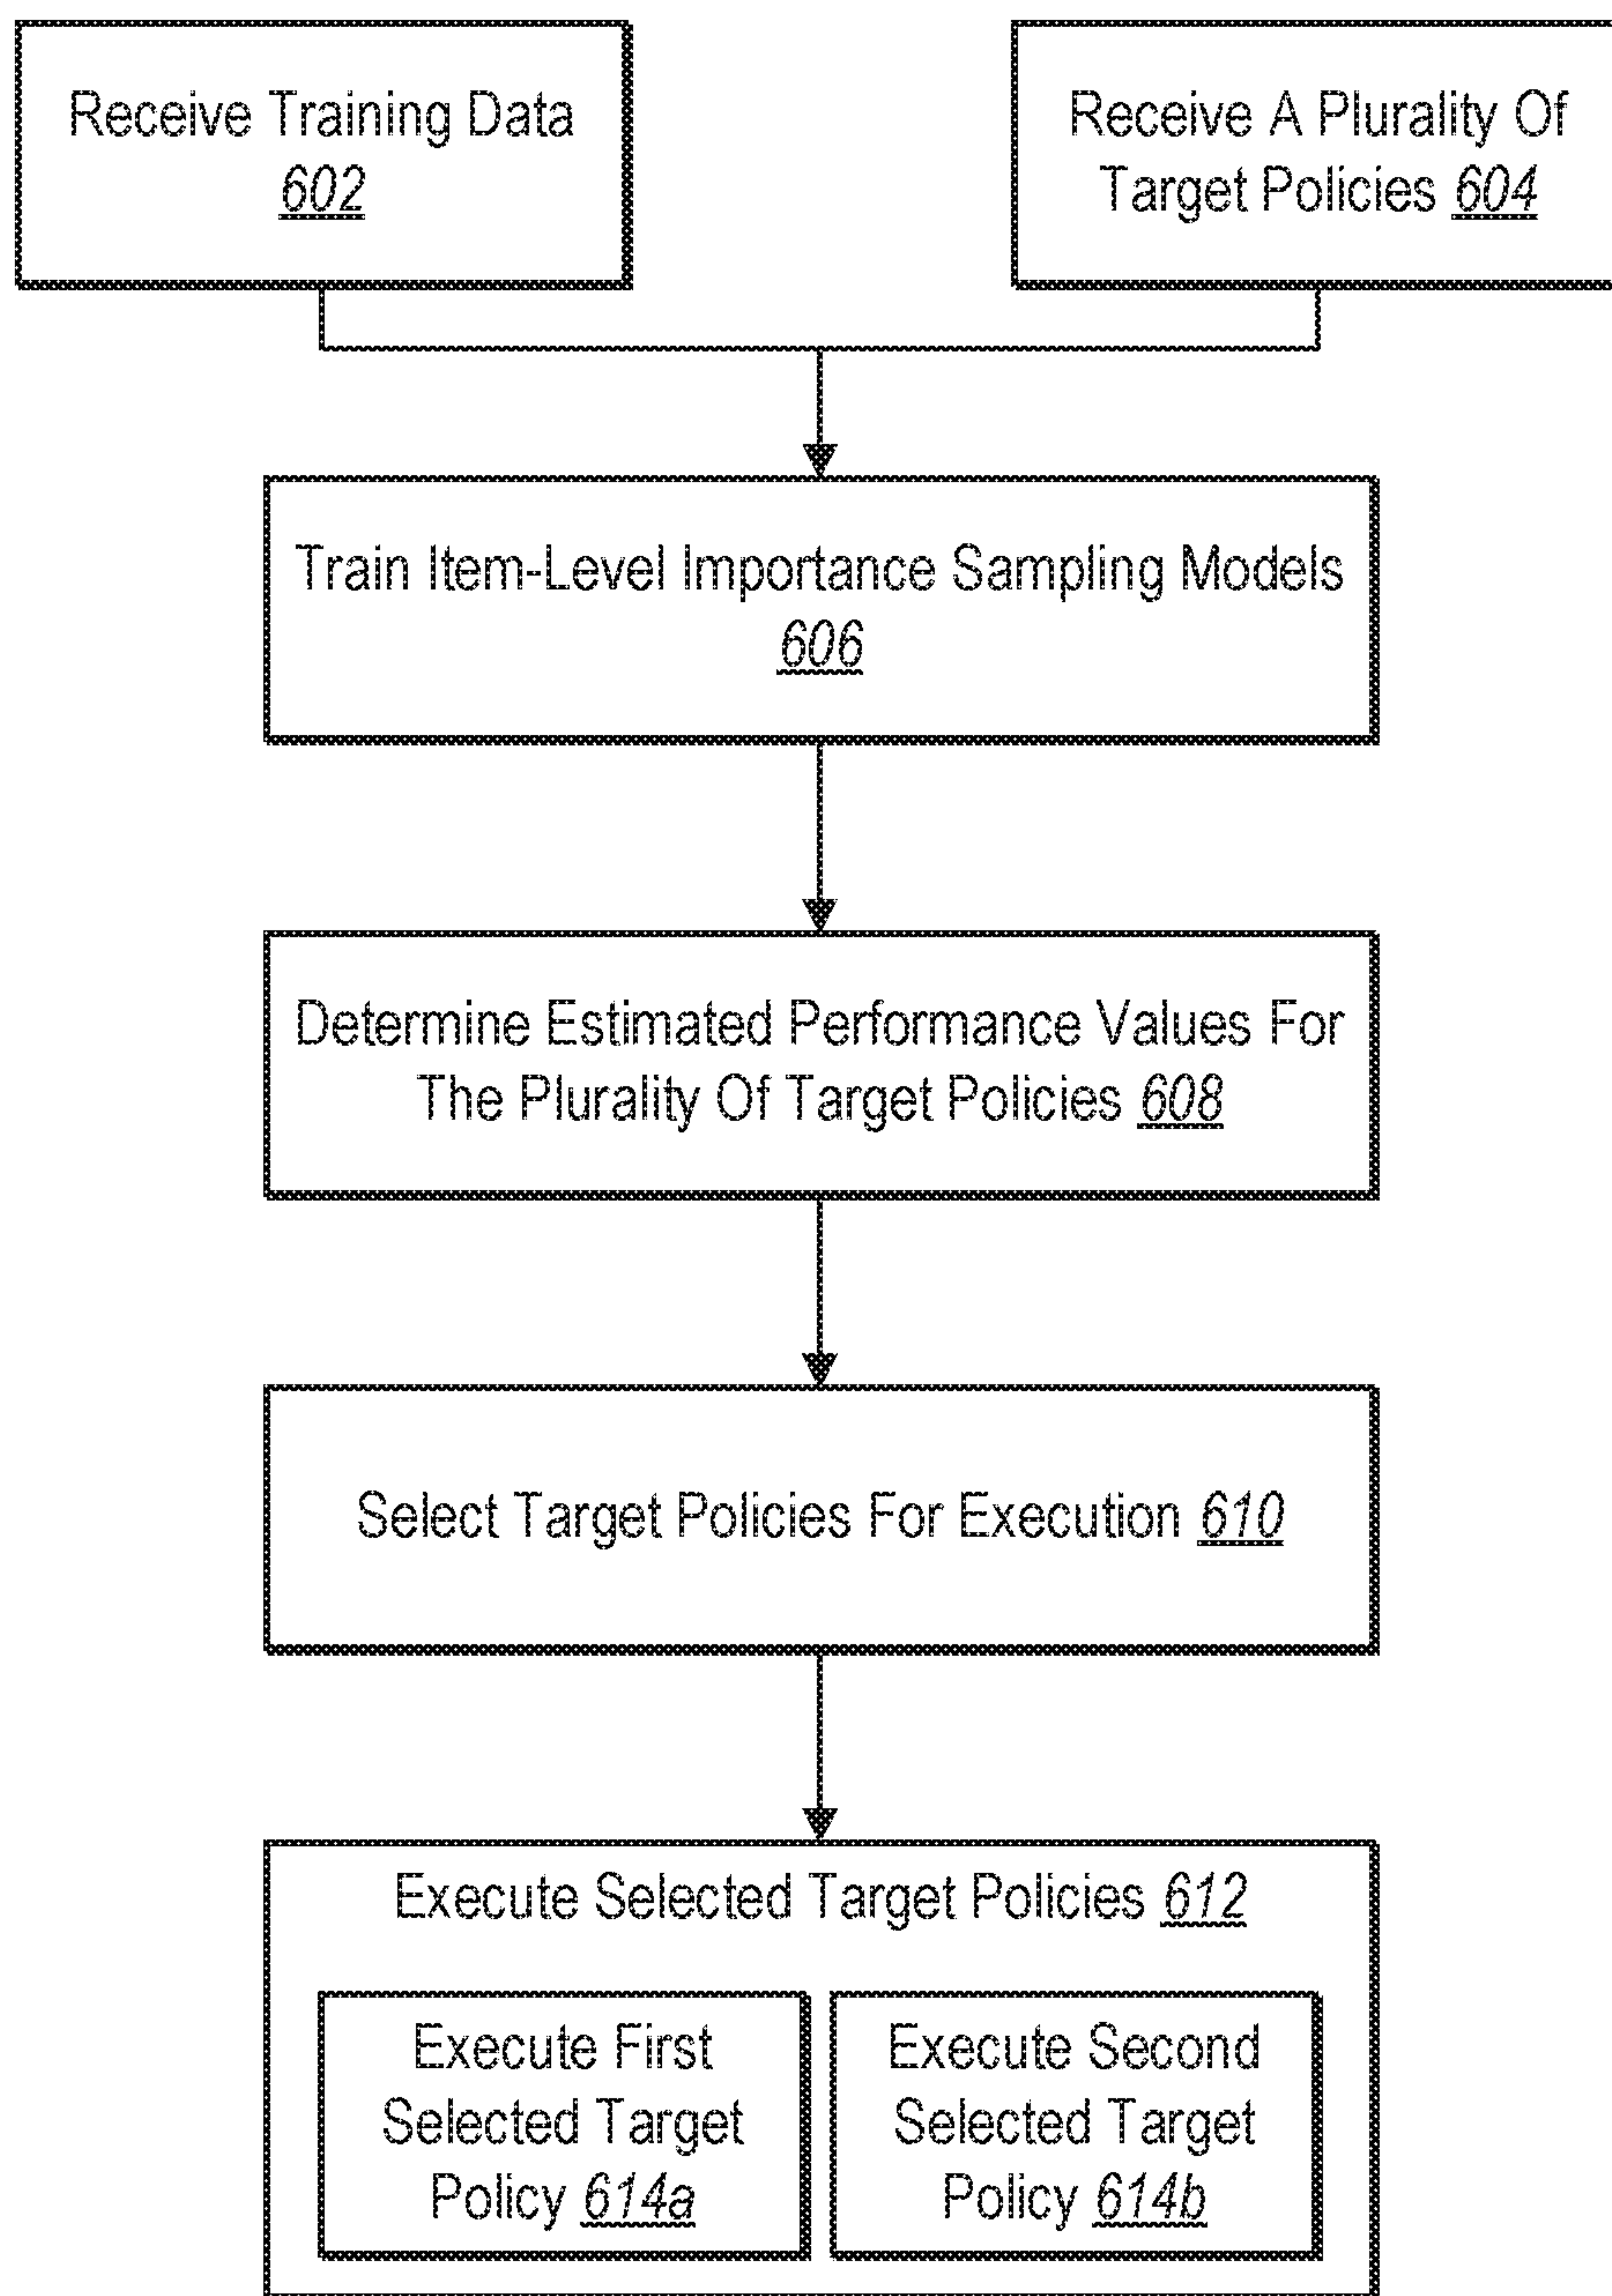 Receive Training Data
602
Receive A Plurality Of
Target Policies 604
Train Item-Level Importance Sampling Models
606
Determine Estimated Performance Values For
The Plurality Of Target Policies 608
Select Target Policies For Execution 610
Execute Selected Target Policies 612
Execute First
Selected Target
Policy 614a
Execute Second
Selected Target
Policy 614b